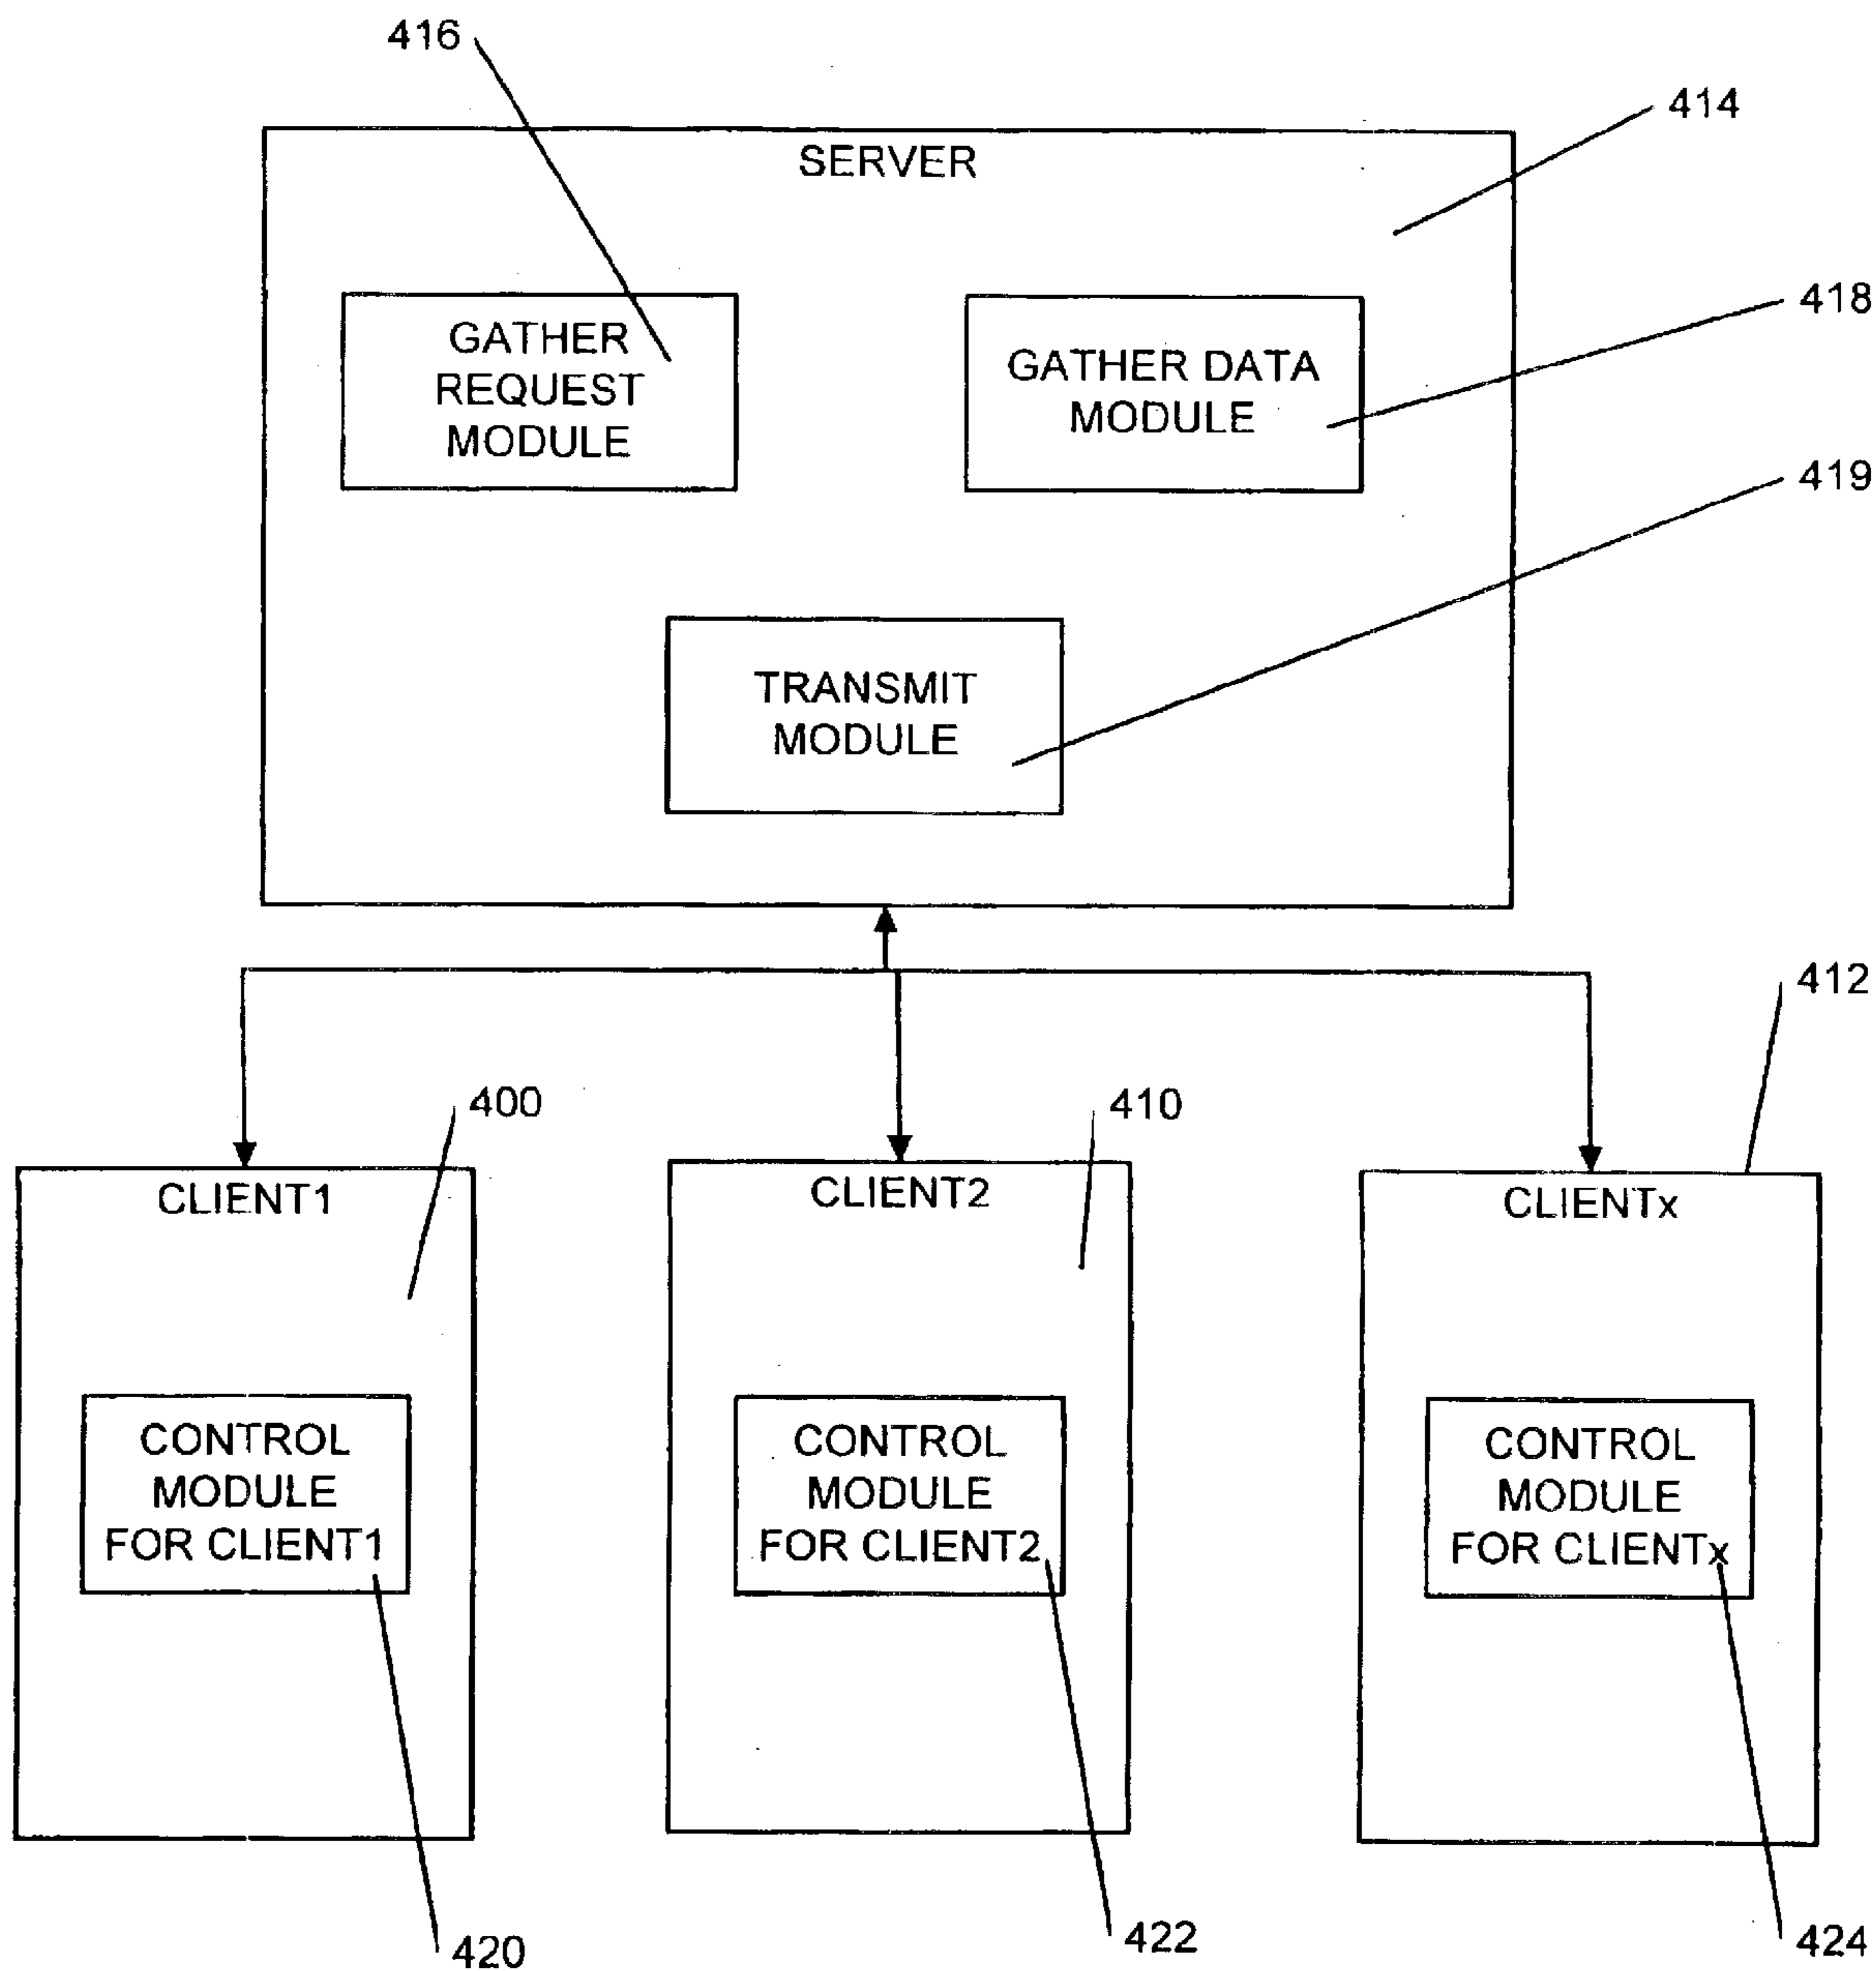 416
414
SERVER
GATHER
REQUEST
MODULE
GATHER DATA
MODULE
418
419
TRANSMIT
MODULE
412
400
410
CLIENT1
CLIENT2
CLIENTx
CONTROL
MODULE
FOR CLIENT1
CONTROL
MODULE
FOR CLIENT2
CONTROL
MODULE
FOR CLIENTx
420
422
424